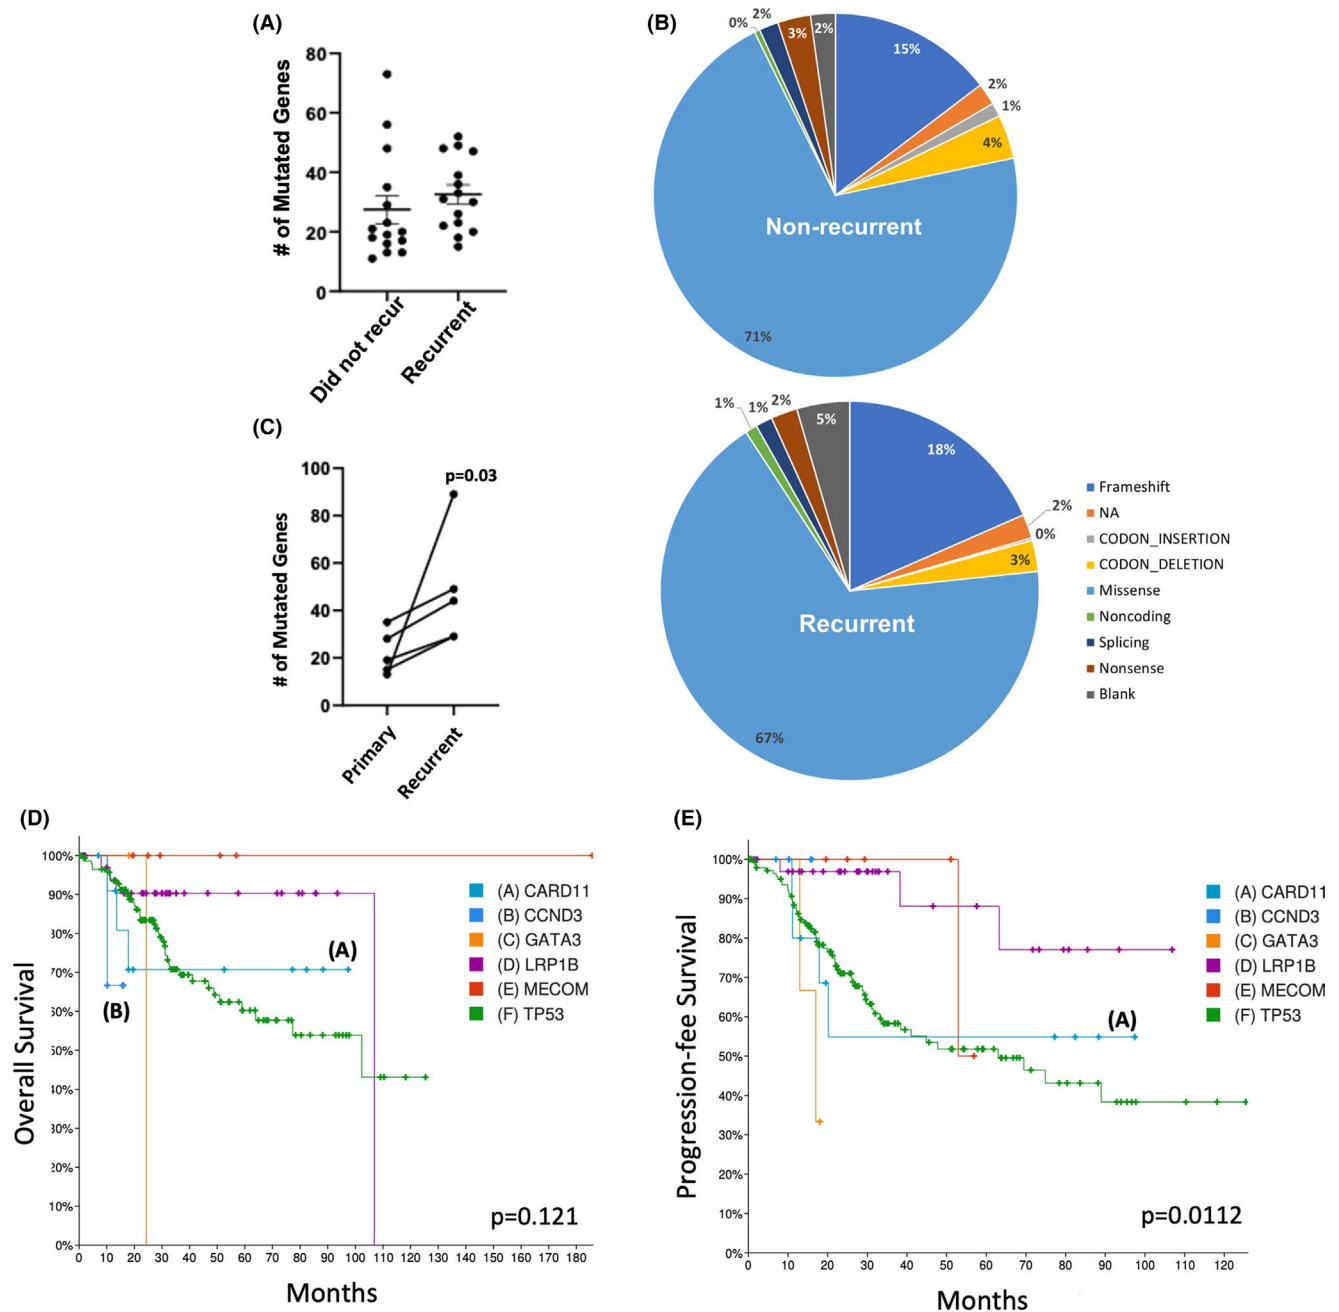 (A)
# of Mutated Genes
80
60
40
20
0
Did not recur
Recurrent
(B)
0%
2%
3%
2%
15%
2%
1%
4%
Non-recurrent
71%
1%
1%
2%
5%
18%
2%
0%
3%
Recurrent
67%
Frameshift
NA
CODON_INSERTION
CODON_DELETION
Missense
Noncoding
Splicing
Nonsense
Blank
(C)
# of Mutated Genes
100
80
60
40
20
0
p=0.03
Primary
Recurrent
(D)
Overall Survival
100%
90%
80%
70%
60%
50%
40%
20%
10%
0%
0 10 20 30 40 50 60 70 80 90 100 110 120 130 140 150 160 170 180
Months
(A)
(B)
(A) CARD11
(B) CCND3
(C) GATA3
(D) LRP1B
(E) MECOM
(F) TP53
p=0.121
(E)
Progression-fee Survival
100%
90%
80%
70%
60%
50%
40%
30%
20%
10%
0%
0 10 20 30 40 50 60 70 80 90 100 110 120
Months
(A)
(A) CARD11
(B) CCND3
(C) GATA3
(D) LRP1B
(E) MECOM
(F) TP53
p=0.0112